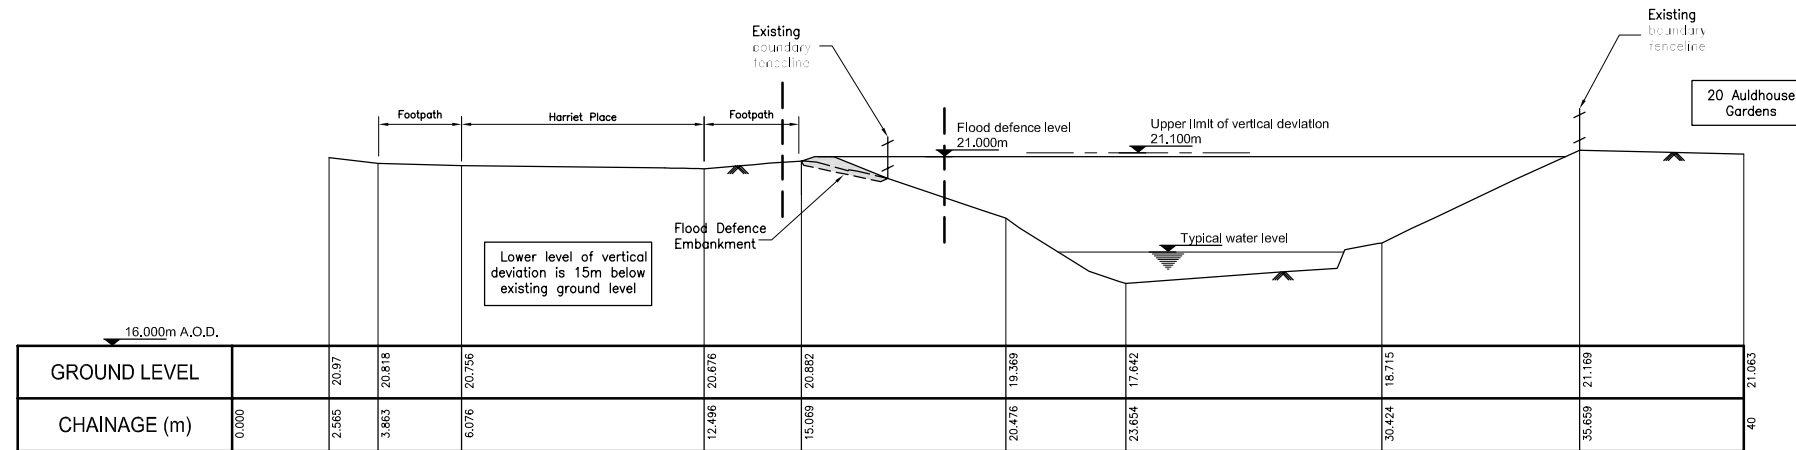 Existing
boundary
fenceline
Existing
boundary
fenceline
20 Auldhouse
Gardens
Footpath
Harriet Place
Footpath
Flood defence level
21.000m
Upper limit of vertical deviation
21.100m
Flood Defence
Embankment
Typical water level
Lower level of vertical
deviation is 15m below
existing ground level
16.000m A.O.D.
GROUND LEVEL
20.97
20.818
20.756
20.676
20.882
19.369
17.642
18.715
21.169
21.063
CHAINAGE (m)
0.000
2.565
3.863
6.076
12.496
15.069
20.476
23.654
30.424
35.659
40